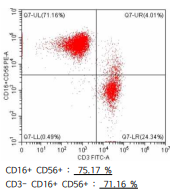 Q7-UL(71.16%)
Q7-UR(4.01%)
CD16+CD56 PE-A
Q7-LL(0.49%)
Q7-LR(24.34%)
CD3 FITC-A
CD16+ CD56+ : 75.17 %
CD3- CD16+ CD56+ : 71.16 %